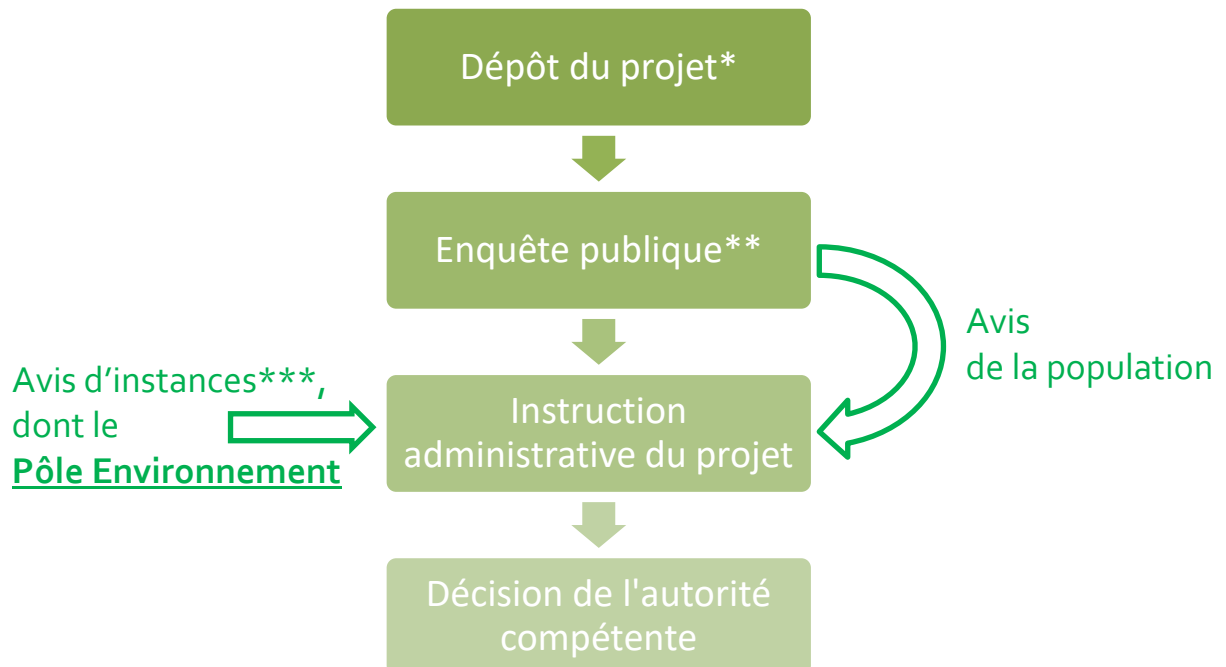 Dépôt du projet*
Enquête publique**
Avis
de la population
Avis d’instances***,
dont le
Pôle Environnement
Instruction
administrative du projet
Décision de l'autorité
compétente